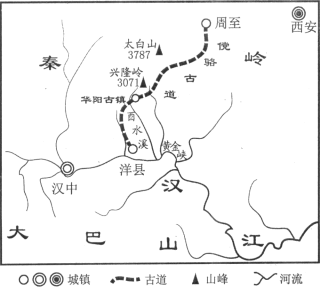 周至
西安
太白山
3787
傥
骆
古
道
秦
岭
兴隆岭
3071
华阳古镇
酉
水
溪
黄金峡
洋县
汉中
汉
江
大
巴
山
城镇
古道
山峰
河流